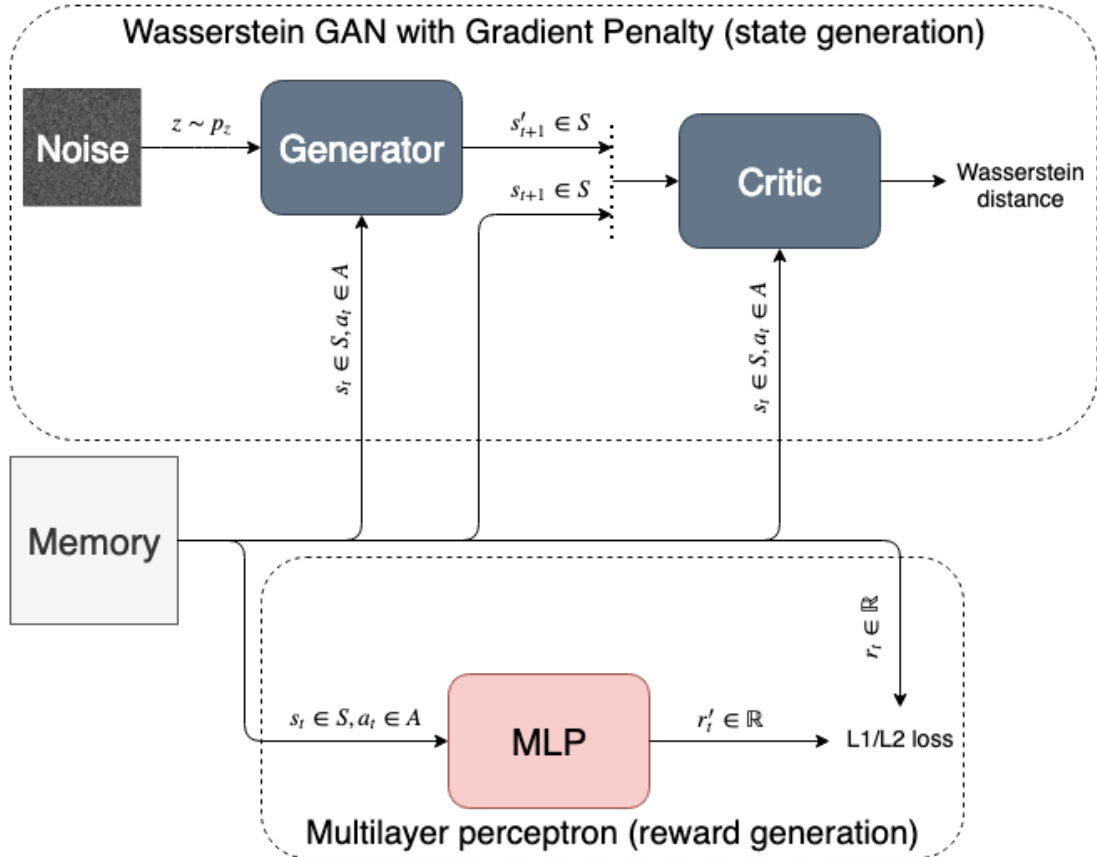 Wasserstein GAN with Gradient Penalty (state generation)
Noise
z ∼ p_z
Generator
s′_{t+1} ∈ S
s_{t+1} ∈ S
Critic
Wasserstein
distance
s_t ∈ S, a_t ∈ A
s_t ∈ S, a_t ∈ A
Memory
r_t ∈ ℝ
s_t ∈ S, a_t ∈ A
MLP
r′_t ∈ ℝ
L1/L2 loss
Multilayer perceptron (reward generation)